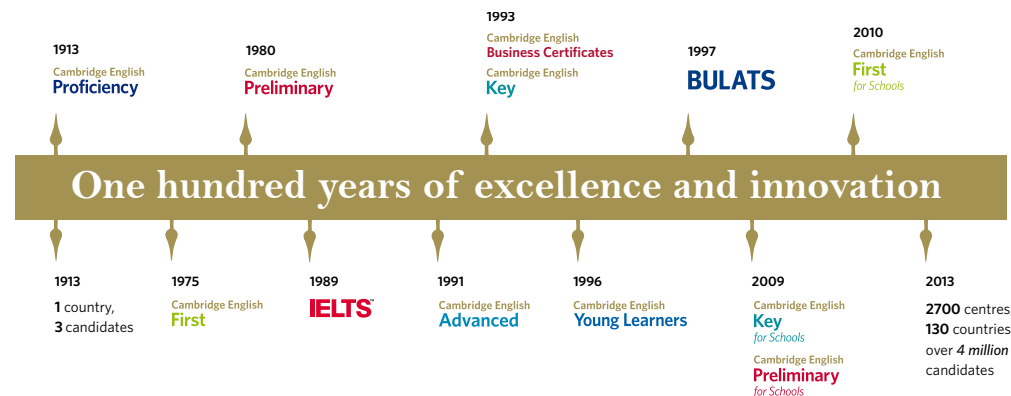 1913
Cambridge English
Proficiency
1980
Cambridge English
Preliminary
1993
Cambridge English
Business Certificates
Cambridge English
Key
1997
BULATS
2010
Cambridge English
First
for Schools
One hundred years of excellence and innovation
1913
1 country,
3 candidates
1975
Cambridge English
First
1989
IELTS™
1991
Cambridge English
Advanced
1996
Cambridge English
Young Learners
2009
Cambridge English
Key
for Schools
Cambridge English
Preliminary
for Schools
2013
2700 centres
130 countries
over 4 million
candidates